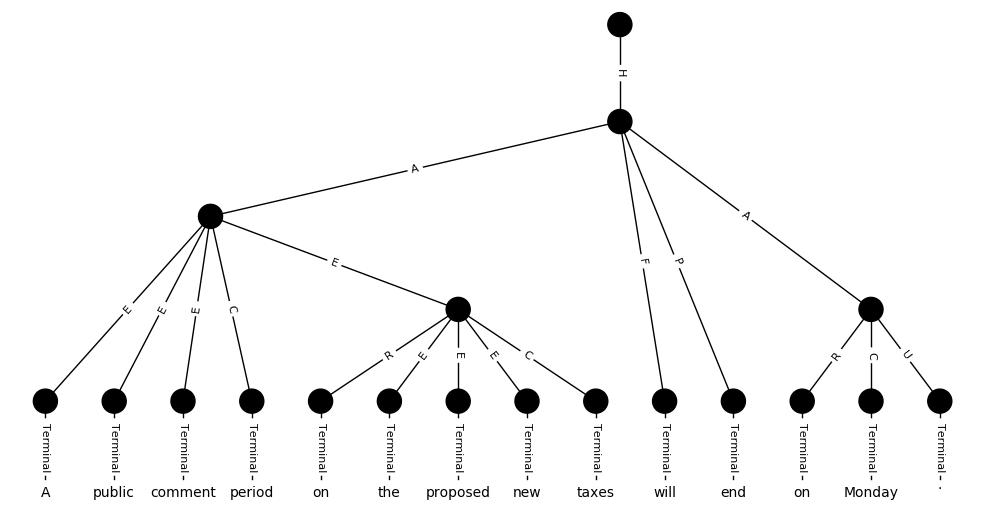 H
A
A
F
P
E
E
E
E
C
R
E
E
E
C
R
C
U
Terminal Terminal Terminal Terminal Terminal Terminal Terminal Terminal Terminal Terminal Terminal Terminal Terminal Terminal
A public comment period on the proposed new taxes will end on Monday .